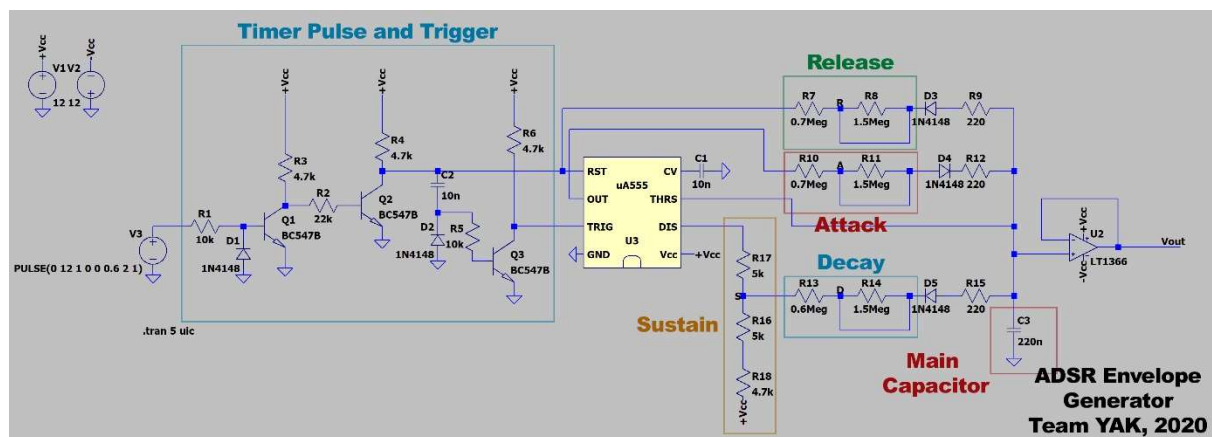 Timer Pulse and Trigger
+Vcc
-Vcc
V1 V2
12 12
+Vcc
+Vcc
+Vcc
R3
4.7k
R4
4.7k
R6
4.7k
R1
10k
D1
1N4148
Q1
BC547B
R2
22k
Q2
BC547B
C2
10n
D2
1N4148
R5
10k
Q3
BC547B
V3
PULSE(0 12 1 0 0 0.6 2 1)
.tran 5 uic
RST
CV
uA555
OUT
THRS
TRIG
DIS
U3
GND
Vcc
+Vcc
C1
10n
Release
R7
R
R8
D3
R9
0.7Meg
1.5Meg
1N4148
220
R10
A
R11
D4
R12
0.7Meg
1.5Meg
1N4148
220
Attack
Decay
R13
D
R14
D5
R15
0.6Meg
1.5Meg
1N4148
220
Sustain
R17
5k
S
R16
5k
R18
4.7k
+Vcc
Main
Capacitor
C3
220n
+Vcc
U2
LT1366
-Vcc
Vout
ADSR Envelope
Generator
Team YAK, 2020